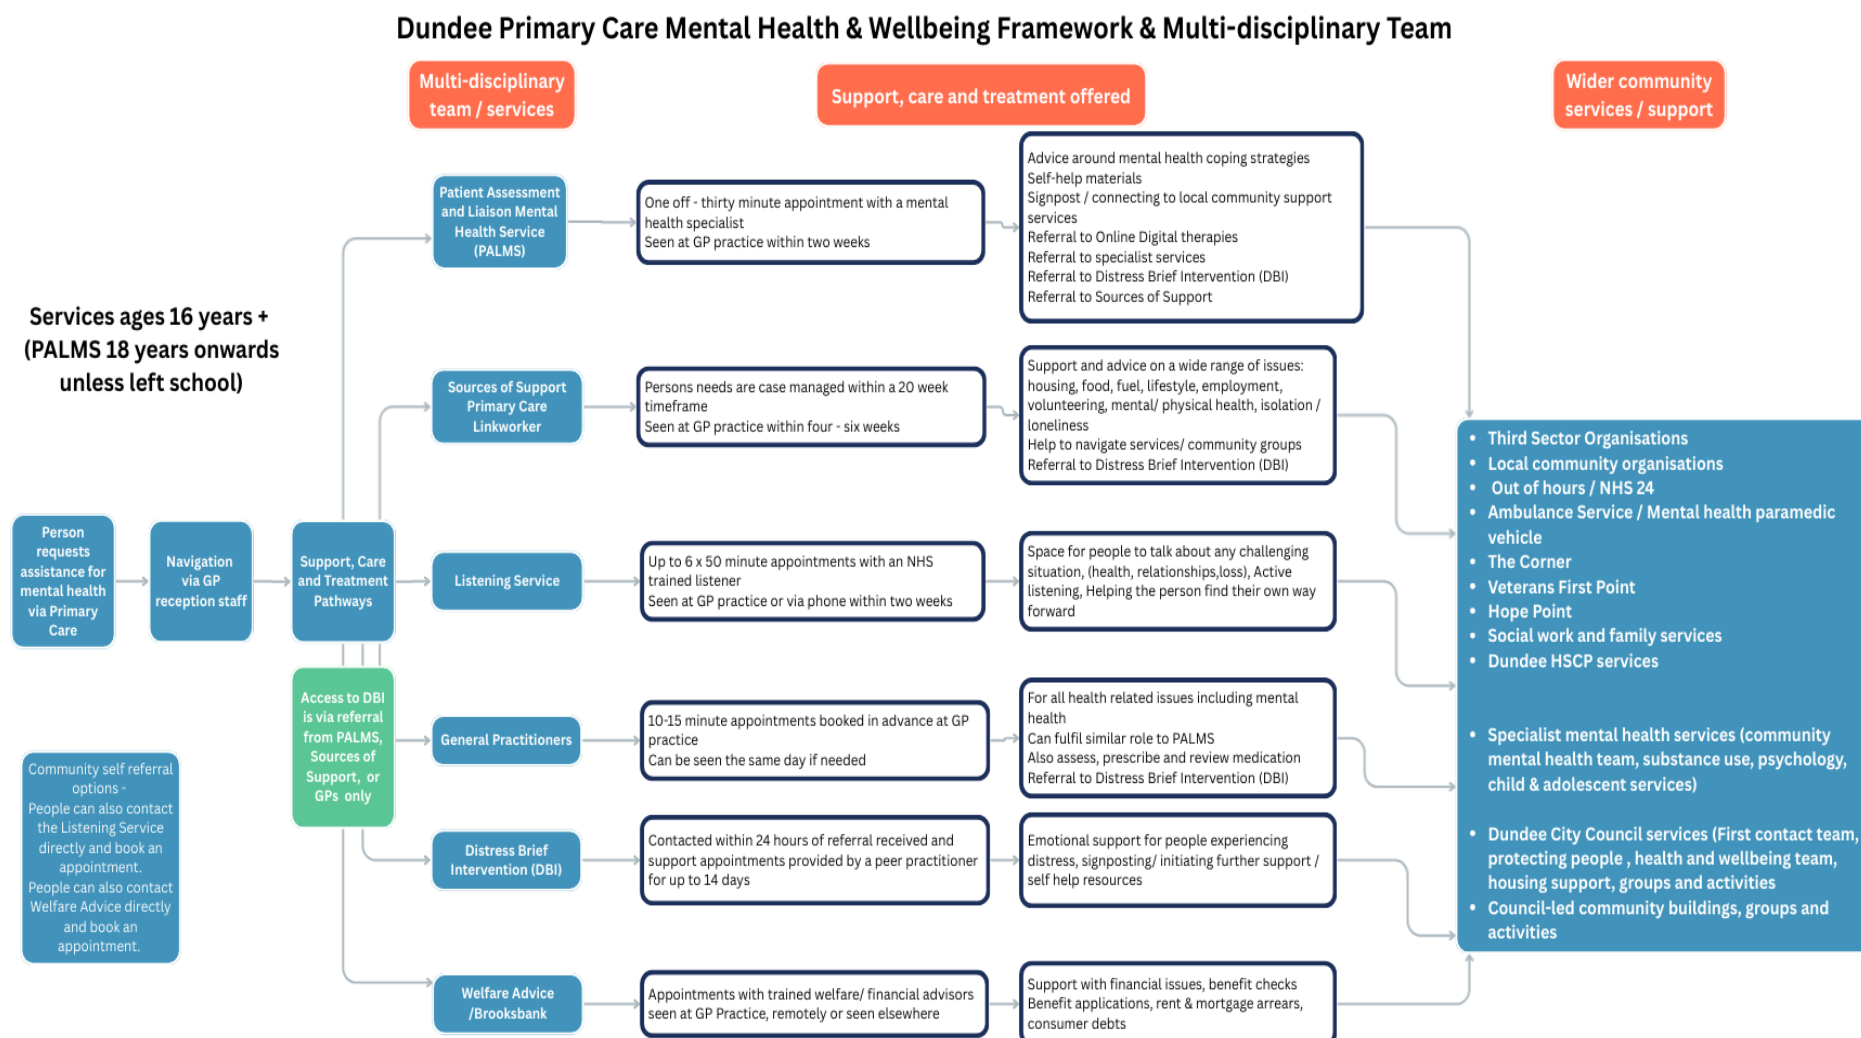 Dundee Primary Care Mental Health & Wellbeing Framework & Multi-disciplinary Team
Multi-disciplinary
team / services
Support, care and treatment offered
Wider community
services / support
Services ages 16 years +
(PALMS 18 years onwards
unless left school)
Person
requests
assistance for
mental health
via Primary
Care
Navigation
via GP
reception staff
Support, Care
and Treatment
Pathways
Access to DBI
is via referral
from PALMS,
Sources of
Support, or
GPs only
Community self referral
options -
People can also contact
the Listening Service
directly and book an
appointment.
People can also contact
Welfare Advice directly
and book an
appointment.
Patient Assessment
and Liaison Mental
Health Service
(PALMS)
One off - thirty minute appointment with a mental
health specialist
Seen at GP practice within two weeks
Advice around mental health coping strategies
Self-help materials
Signpost / connecting to local community support
services
Referral to Online Digital therapies
Referral to specialist services
Referral to Distress Brief Intervention (DBI)
Referral to Sources of Support
Sources of Support
Primary Care
Linkworker
Persons needs are case managed within a 20 week
timeframe
Seen at GP practice within four - six weeks
Support and advice on a wide range of issues:
housing, food, fuel, lifestyle, employment,
volunteering, mental/ physical health, isolation /
loneliness
Help to navigate services/ community groups
Referral to Distress Brief Intervention (DBI)
Listening Service
Up to 6 x 50 minute appointments with an NHS
trained listener
Seen at GP practice or via phone within two weeks
Space for people to talk about any challenging
situation, (health, relationships,loss), Active
listening, Helping the person find their own way
forward
General Practitioners
10-15 minute appointments booked in advance at GP
practice
Can be seen the same day if needed
For all health related issues including mental
health
Can fulfil similar role to PALMS
Also assess, prescribe and review medication
Referral to Distress Brief Intervention (DBI)
Distress Brief
Intervention (DBI)
Contacted within 24 hours of referral received and
support appointments provided by a peer practitioner
for up to 14 days
Emotional support for people experiencing
distress, signposting/ initiating further support /
self help resources
Welfare Advice
/Brooksbank
Appointments with trained welfare/ financial advisors
seen at GP Practice, remotely or seen elsewhere
Support with financial issues, benefit checks
Benefit applications, rent & mortgage arrears,
consumer debts
• Third Sector Organisations
• Local community organisations
• Out of hours / NHS 24
• Ambulance Service / Mental health paramedic
vehicle
• The Corner
• Veterans First Point
• Hope Point
• Social work and family services
• Dundee HSCP services
• Specialist mental health services (community
mental health team, substance use, psychology,
child & adolescent services)
• Dundee City Council services (First contact team,
protecting people , health and wellbeing team,
housing support, groups and activities
• Council-led community buildings, groups and
activities